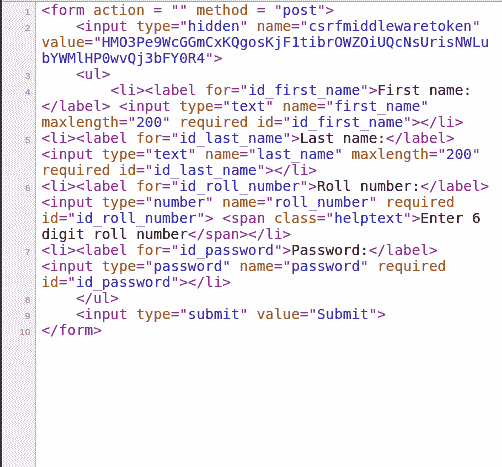 1 <form action = "" method = "post">
2 <input type="hidden" name="csrfmiddlewaretoken"
value="HMO3Pe9WcGGmCxKQgosKjF1tibrOWZOiUQcNsUrisNWLu
bYWMlHP0wvQj3bFY0R4">
3 <ul>
4 <li><label for="id_first_name">First name:
</label> <input type="text" name="first_name"
maxlength="200" required id="id_first_name"></li>
5 <li><label for="id_last_name">Last name:</label>
<input type="text" name="last_name" maxlength="200"
required id="id_last_name"></li>
6 <li><label for="id_roll_number">Roll number:</label>
<input type="number" name="roll_number" required
id="id_roll_number"> <span class="helptext">Enter 6
digit roll number</span></li>
7 <li><label for="id_password">Password:</label>
<input type="password" name="password" required
id="id_password"></li>
8 </ul>
9 <input type="submit" value="Submit">
10 </form>